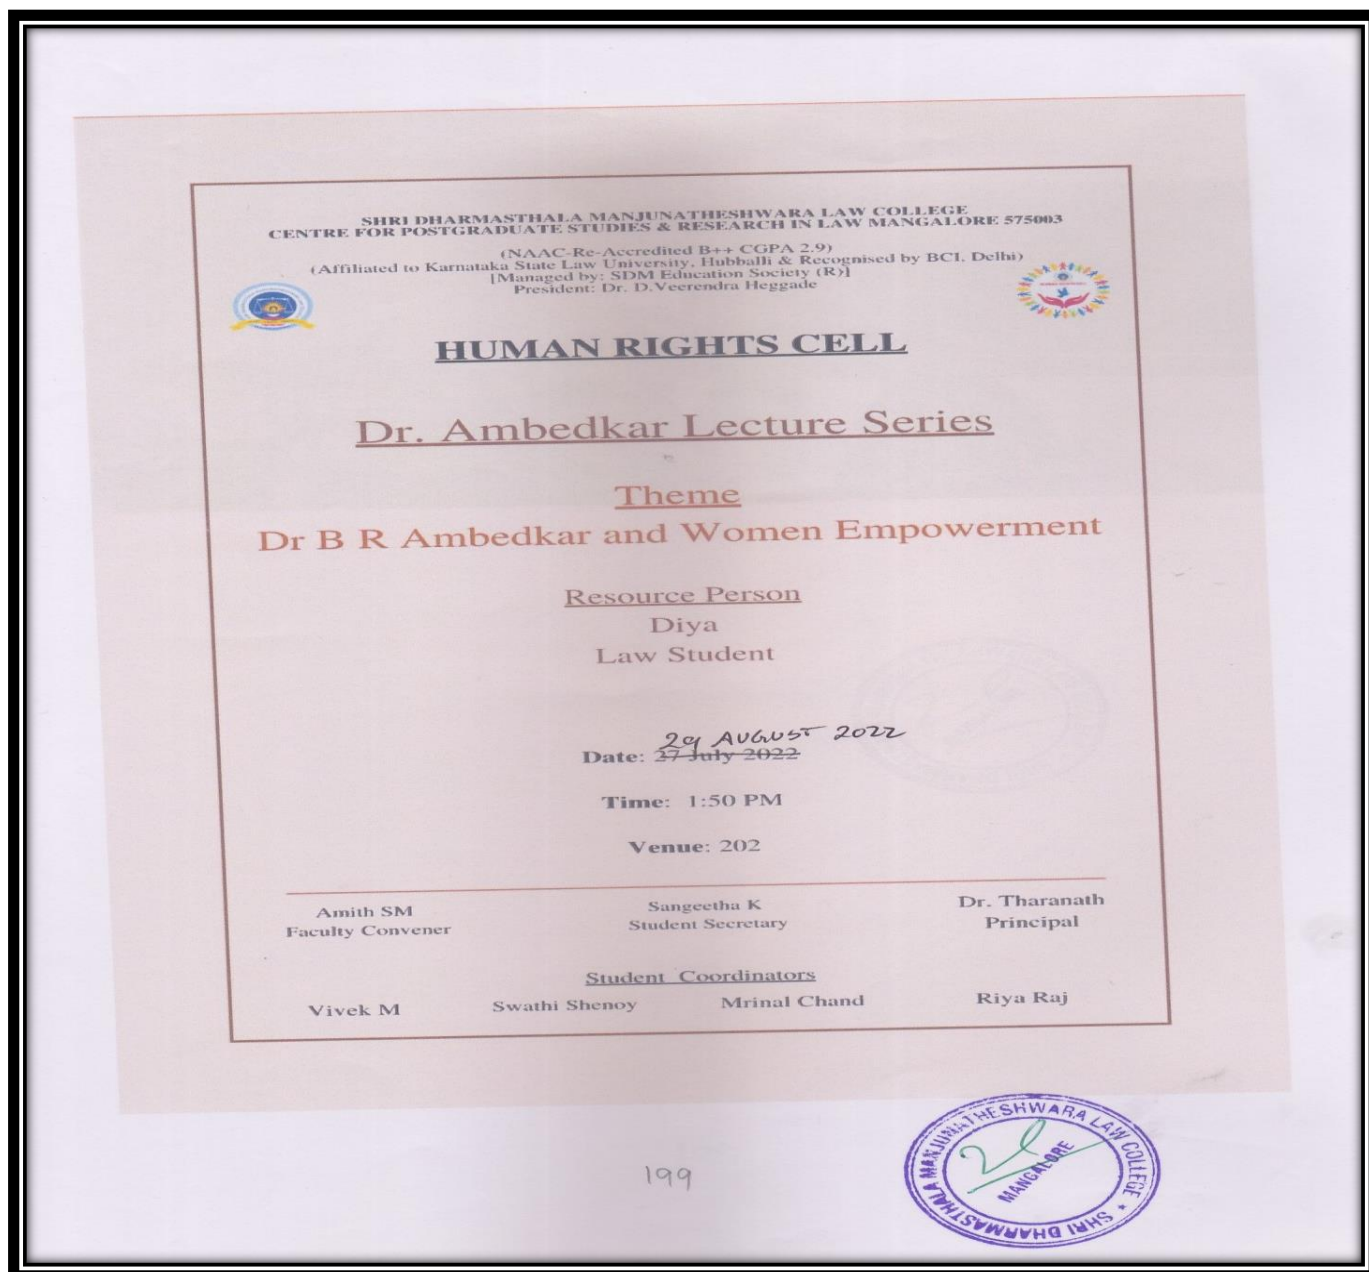 SHRI DHARMASTHALA MANJUNATHESHWARA LAW COLLEGE
CENTRE FOR POSTGRADUATE STUDIES & RESEARCH IN LAW MANGALORE 575003
(NAAC-Re-Accredited B++ CGPA 2.9)
(Affiliated to Karnataka State Law University, Hubballi & Recognised by BCI, Delhi)
[Managed by: SDM Education Society (R)]
President: Dr. D.Veerendra Heggade
HUMAN RIGHTS CELL
Dr. Ambedkar Lecture Series
Theme
Dr B R Ambedkar and Women Empowerment
Resource Person
Diya
Law Student
29 AUGUST 2022
Date: 27 July 2022
Time: 1:50 PM
Venue: 202
Amith SM Sangeetha K Dr. Tharanath
Faculty Convener Student Secretary Principal
Student Coordinators
Vivek M Swathi Shenoy Mrinal Chand Riya Raj
SHRI DHARMASTHALA MANJUNATHESHWARA LAW COLLEGE *
MANGALORE
199